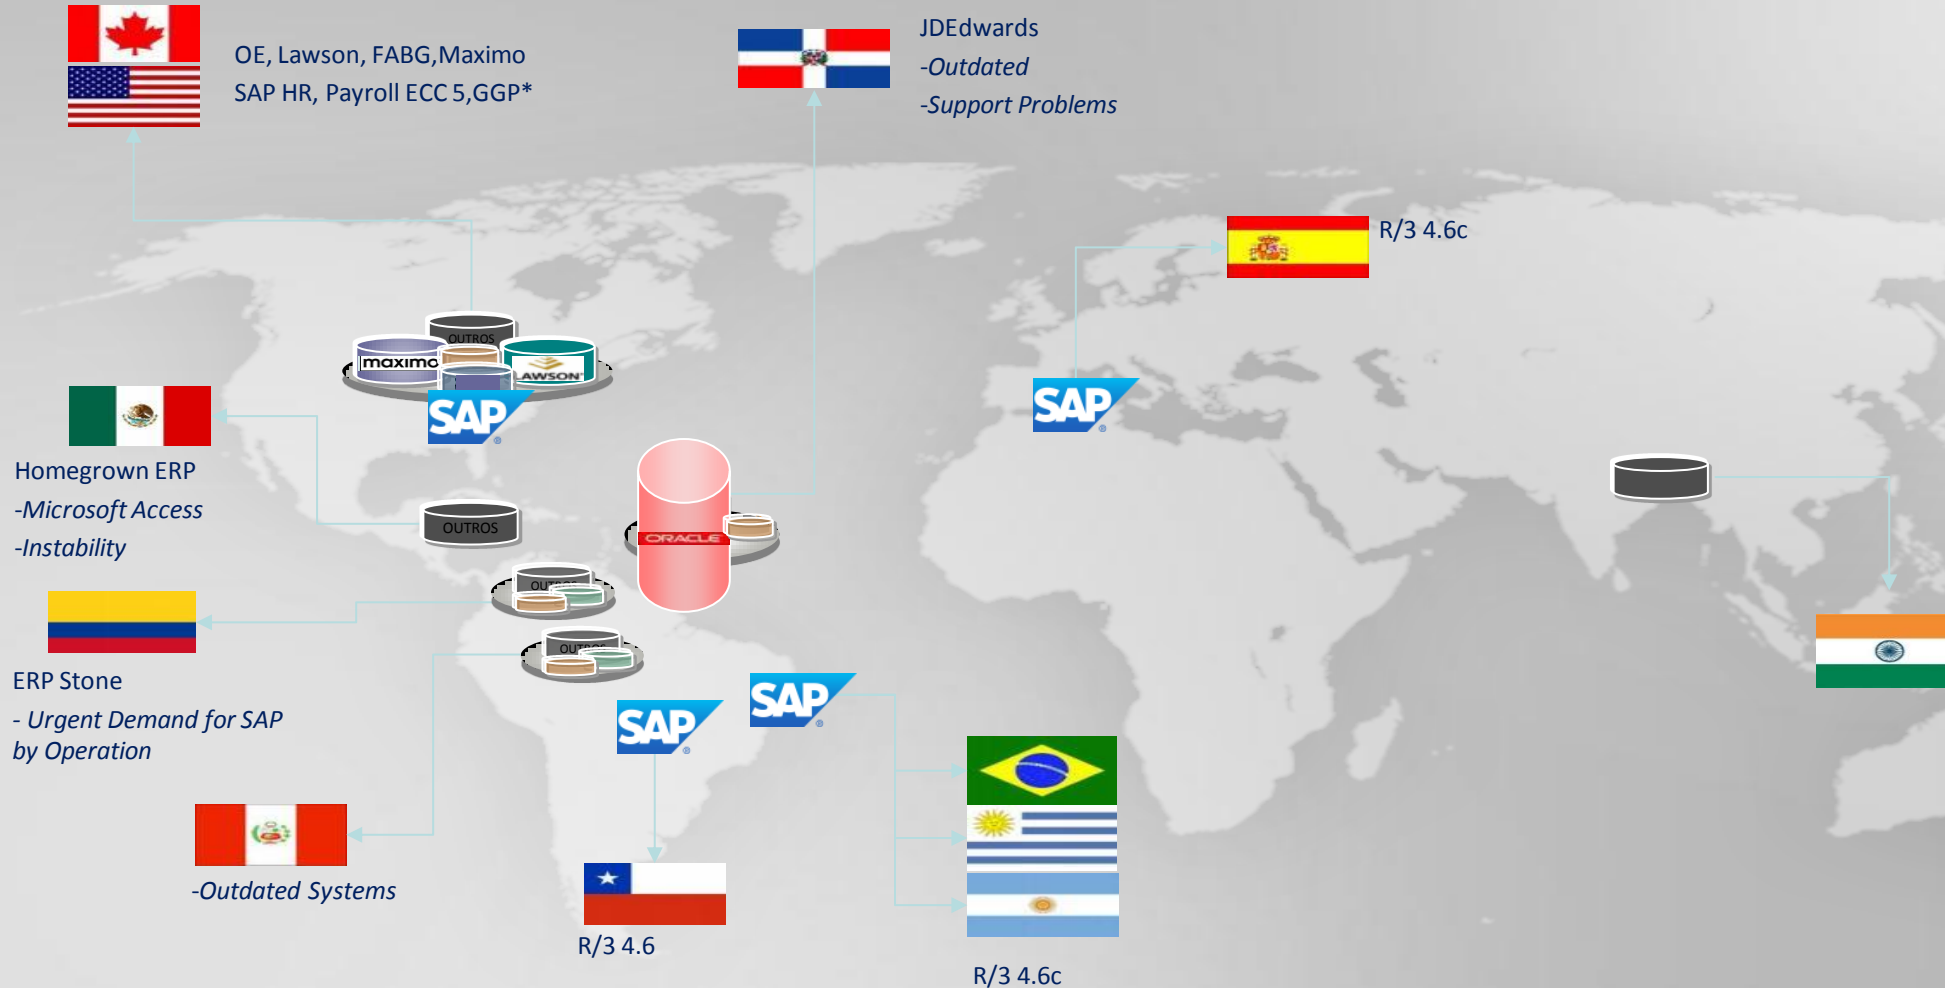 OE, Lawson, FABG,Maximo
SAP HR, Payroll ECC 5,GGP*
JDEdwards
-Outdated
-Support Problems
R/3 4.6c
OUTROS
maximo
LAWSON
SAP
SAP
Homegrown ERP
-Microsoft Access
-Instability
OUTROS
ORACLE
OUTROS
OUTROS
ERP Stone
- Urgent Demand for SAP
by Operation
SAP
SAP
-Outdated Systems
R/3 4.6
R/3 4.6c